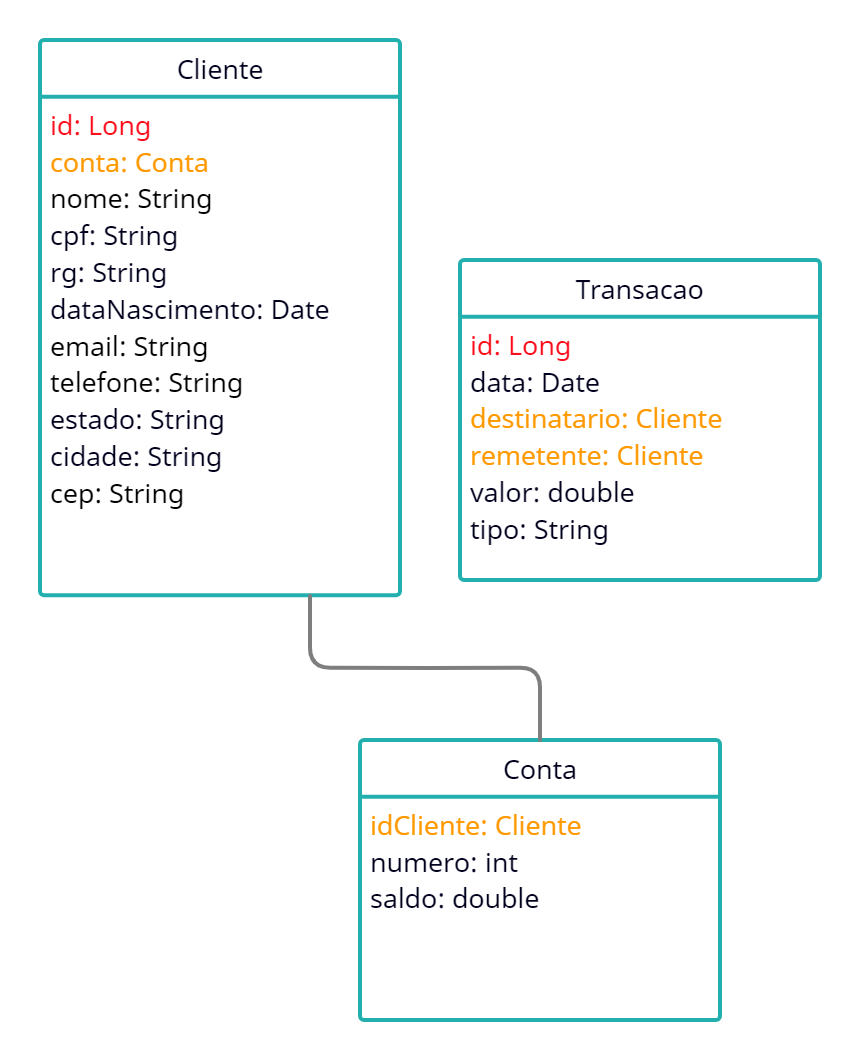 Cliente
id: Long
conta: Conta
nome: String
cpf: String
rg: String
dataNascimento: Date
email: String
telefone: String
estado: String
cidade: String
cep: String
Transacao
id: Long
data: Date
destinatario: Cliente
remetente: Cliente
valor: double
tipo: String
Conta
idCliente: Cliente
numero: int
saldo: double